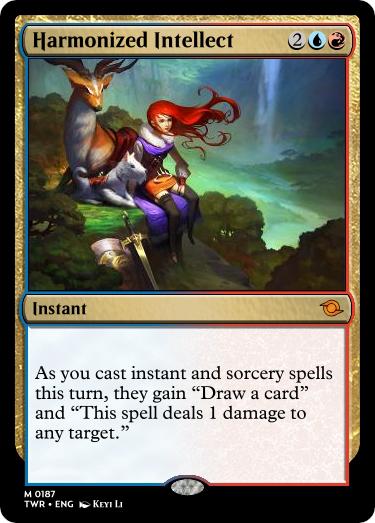 Harmonized Intellect 2
Instant
As you cast instant and sorcery spells
this turn, they gain “Draw a card”
and “This spell deals 1 damage to
any target.”
M 0187
TWR • ENG Keyi Li